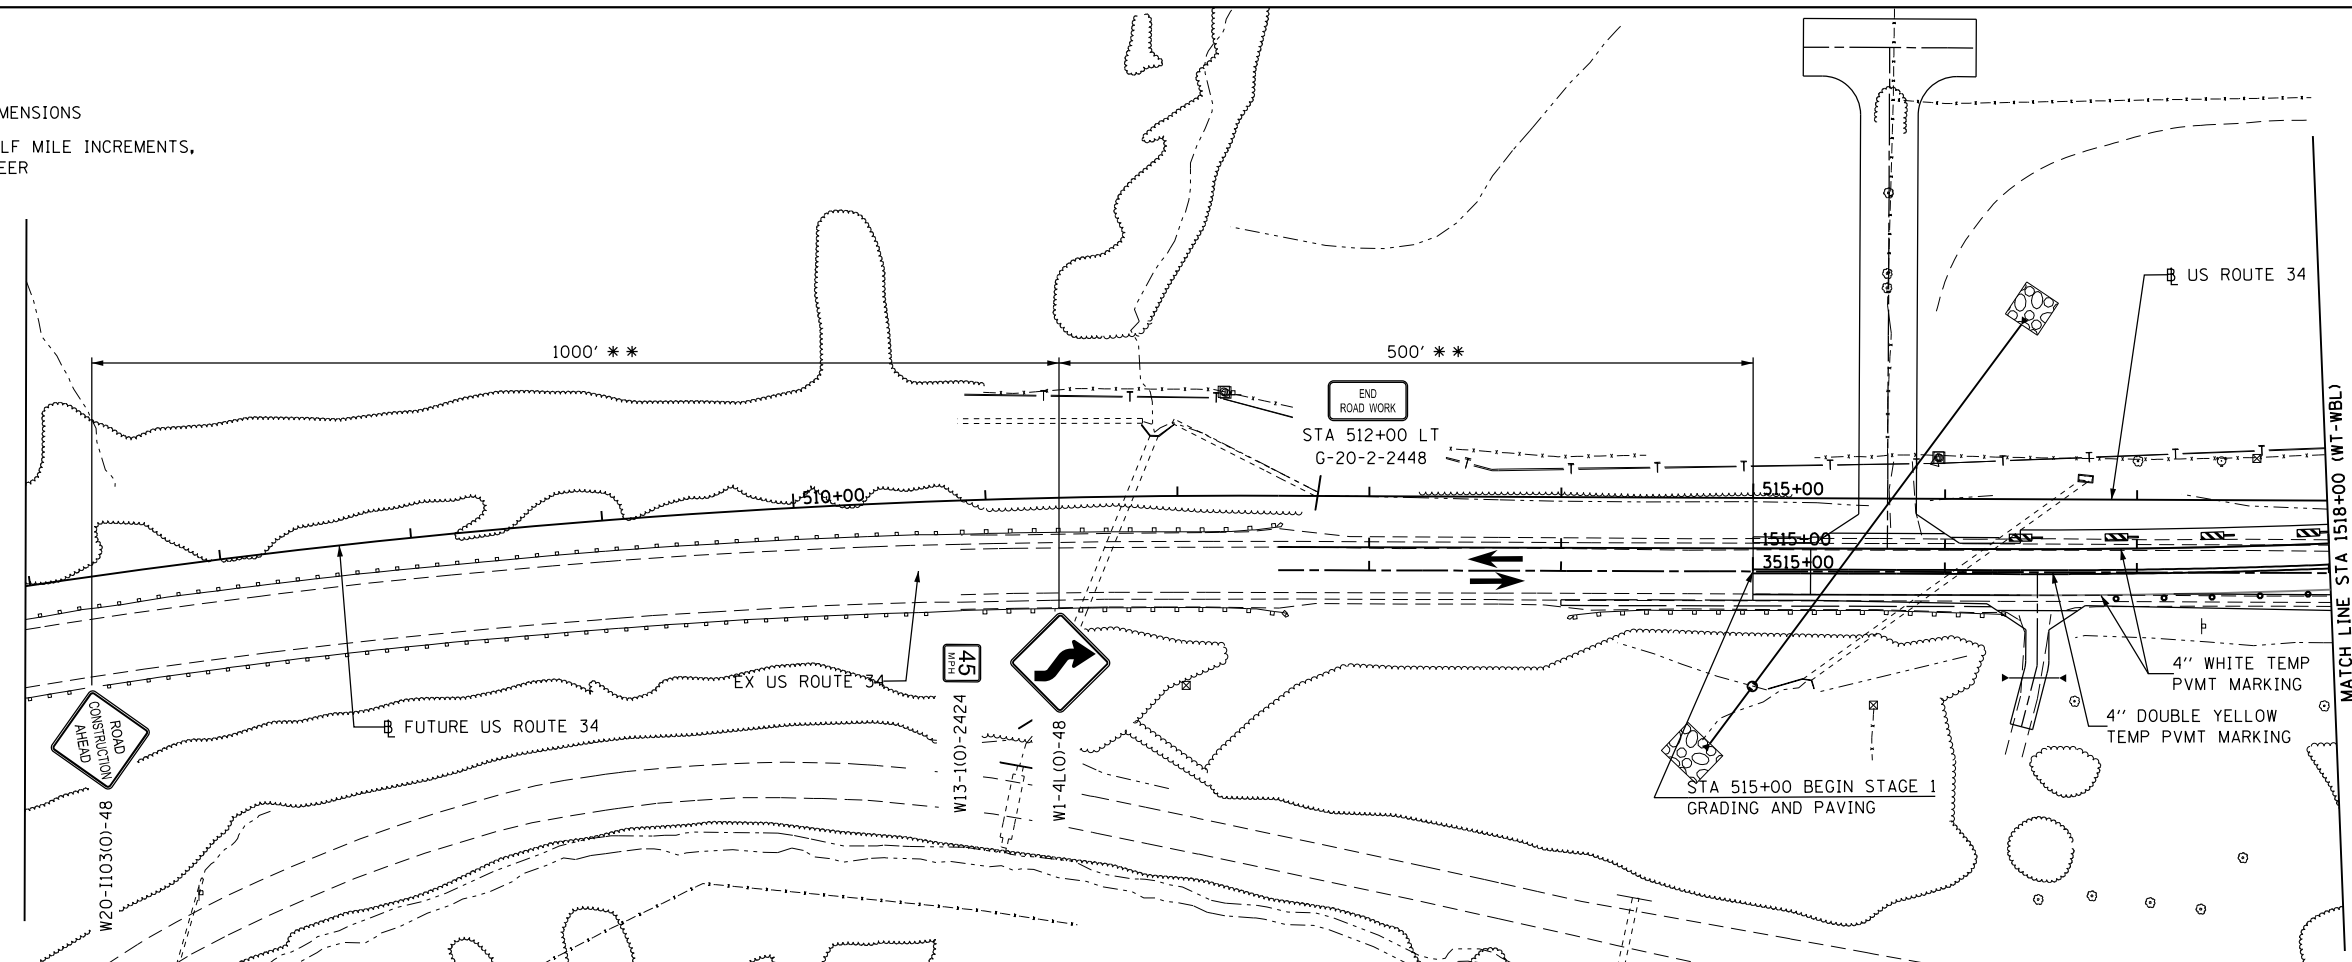 MENSIONS
LF MILE INCREMENTS,
EER
1000' * *
500' * *
END
ROAD WORK
STA 512+00 LT
G-20-2-2448
510+00
515+00
1515+00
3515+00
BL US ROUTE 34
EX US ROUTE 34
BL FUTURE US ROUTE 34
45
MPH
W13-1(O)-2424
W1-4L(O)-48
ROAD
CONSTRUCTION
AHEAD
W20-I103(O)-48
4" WHITE TEMP
PVMT MARKING
4" DOUBLE YELLOW
TEMP PVMT MARKING
STA 515+00 BEGIN STAGE 1
GRADING AND PAVING
MATCH LINE STA 1518+00 (WT-WBL)